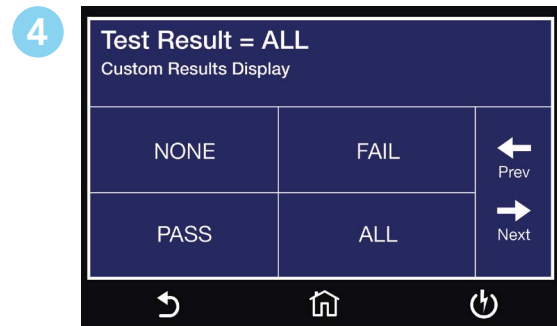 4
Test Result = ALL
Custom Results Display
NONE
FAIL
Prev
PASS
ALL
Next